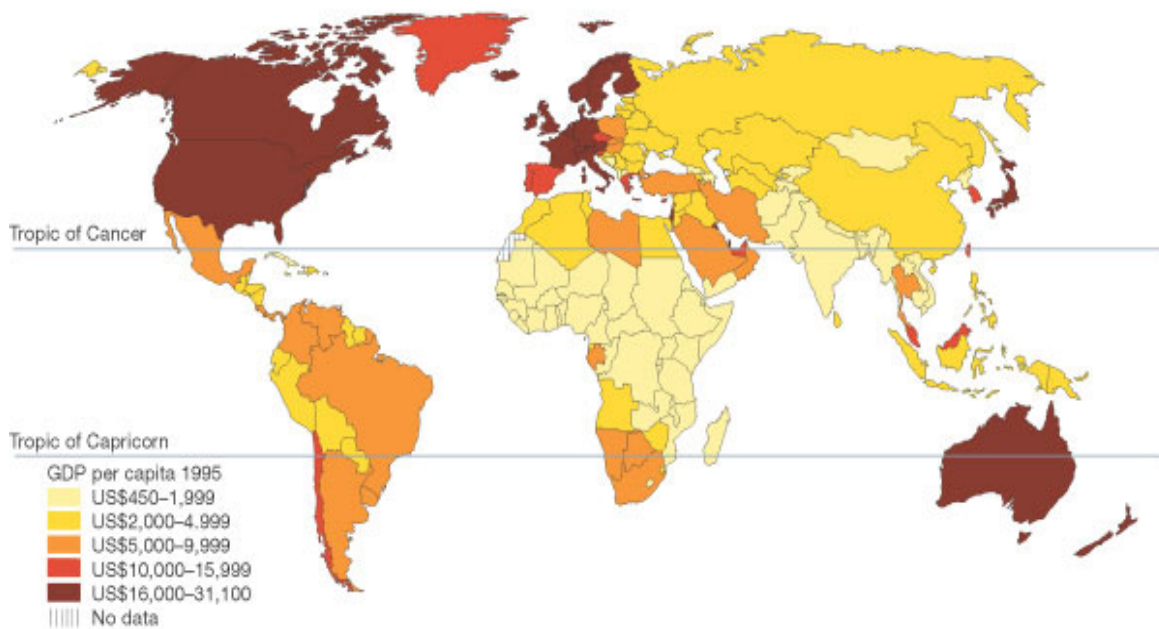 Tropic of Cancer
Tropic of Capricorn
GDP per capita 1995
US$450–1,999
US$2,000–4.999
US$5,000–9,999
US$10,000–15,999
US$16,000–31,100
No data